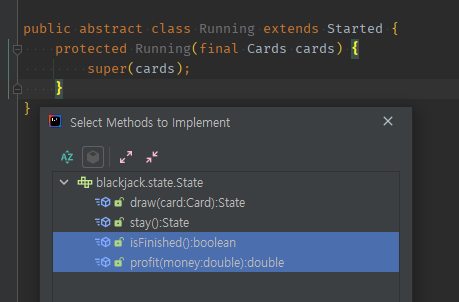 public abstract class Running extends Started {
protected Running(final Cards cards) {
super(cards);
}
}
Select Methods to Implement
blackjack.state.State
draw(card:Card):State
stay():State
isFinished():boolean
profit(money:double):double